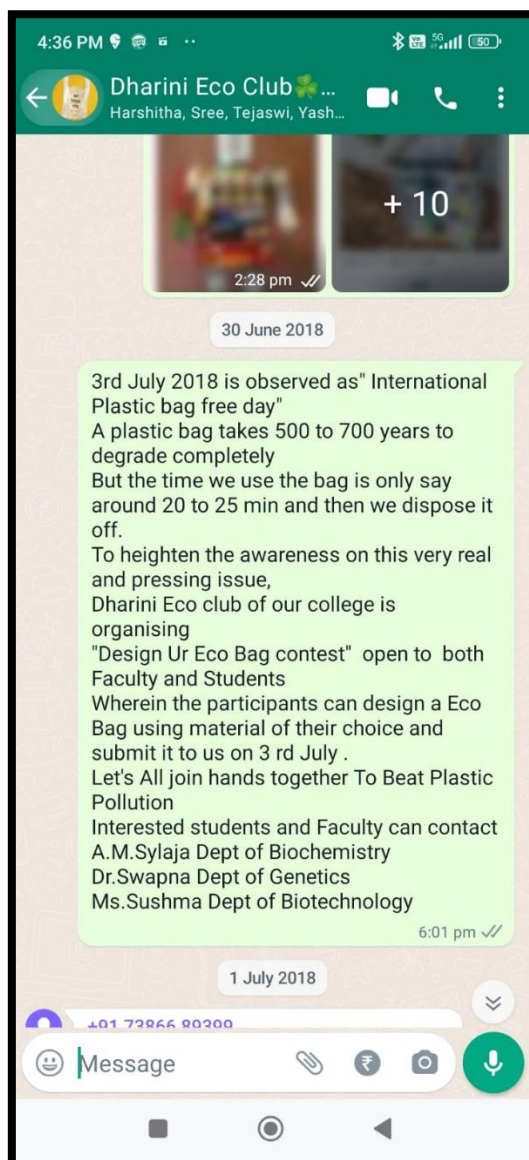 4:36 PM
5G
50
Dharini Eco Club☘️...
Harshitha, Sree, Tejaswi, Yash...
+ 10
2:28 pm
30 June 2018
3rd July 2018 is observed as" International
Plastic bag free day"
A plastic bag takes 500 to 700 years to
degrade completely
But the time we use the bag is only say
around 20 to 25 min and then we dispose it
off.
To heighten the awareness on this very real
and pressing issue,
Dharini Eco club of our college is
organising
"Design Ur Eco Bag contest"  open to  both
Faculty and Students
Wherein the participants can design a Eco
Bag using material of their choice and
submit it to us on 3 rd July .
Let's All join hands together To Beat Plastic
Pollution
Interested students and Faculty can contact
A.M.Sylaja Dept of Biochemistry
Dr.Swapna Dept of Genetics
Ms.Sushma Dept of Biotechnology
6:01 pm
1 July 2018
+91 73866 89399
Message
₹